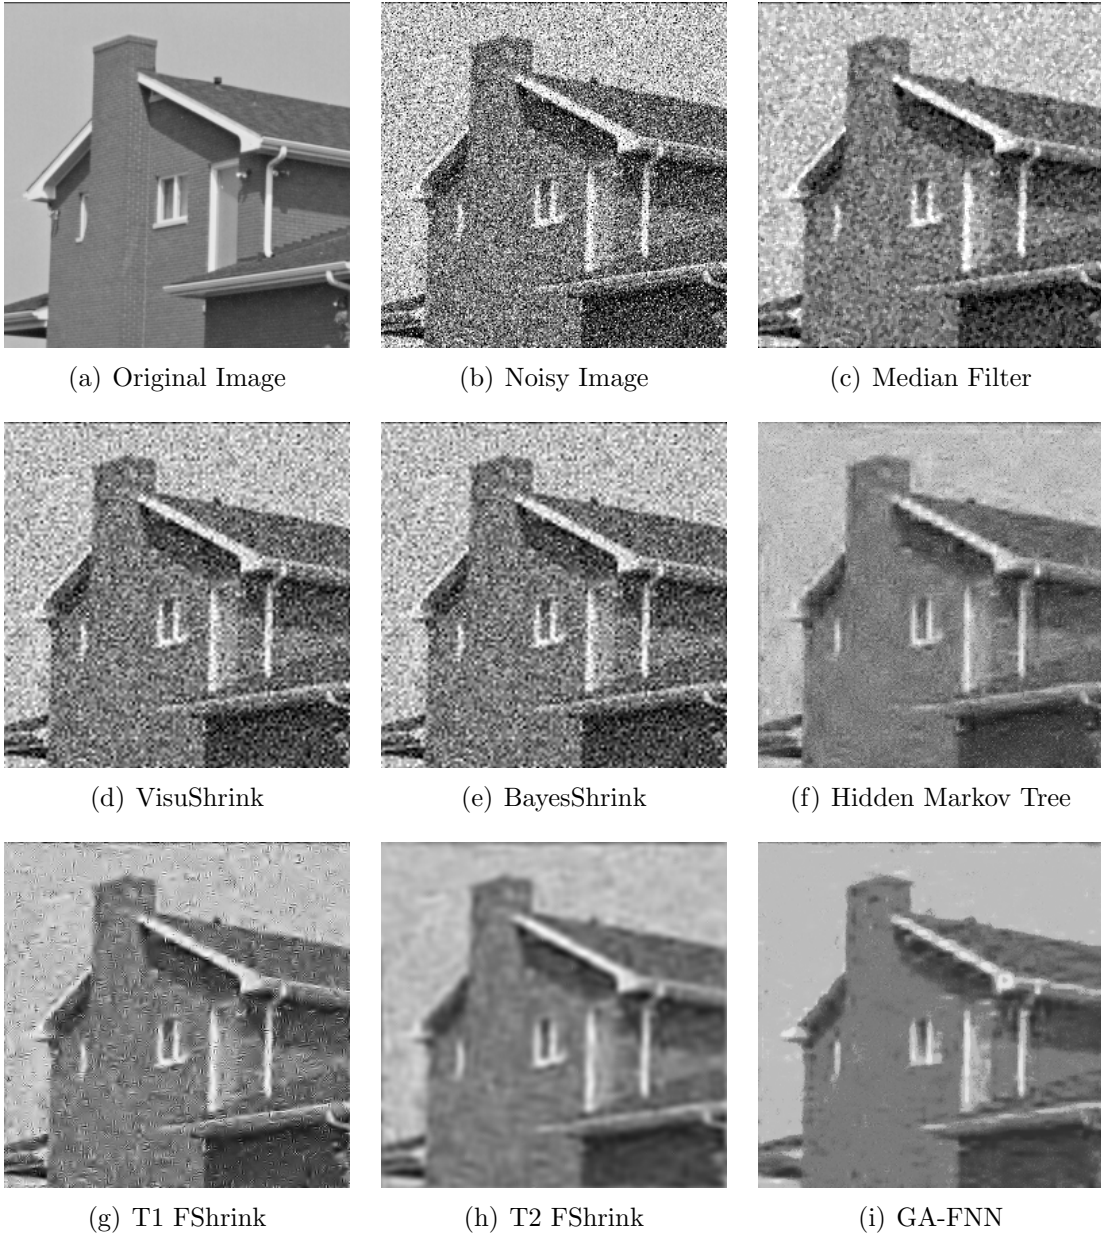 (a) Original Image
(b) Noisy Image
(c) Median Filter
(d) VisuShrink
(e) BayesShrink
(f) Hidden Markov Tree
(g) T1 FShrink
(h) T2 FShrink
(i) GA-FNN